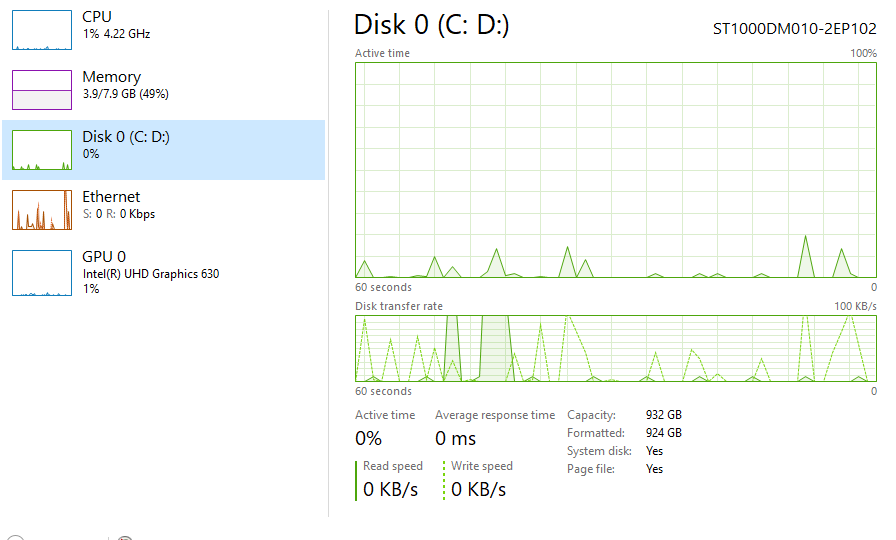 CPU
1% 4.22 GHz
Memory
3.9/7.9 GB (49%)
Disk 0 (C: D:)
0%
Ethernet
S: 0 R: 0 Kbps
GPU 0
Intel(R) UHD Graphics 630
1%
Disk 0 (C: D:) ST1000DM010-2EP102
Active time 100%
60 seconds 0
Disk transfer rate 100 KB/s
60 seconds 0
Active time Average response time
0% 0 ms
Read speed Write speed
0 KB/s 0 KB/s
Capacity: 932 GB
Formatted: 924 GB
System disk: Yes
Page file: Yes